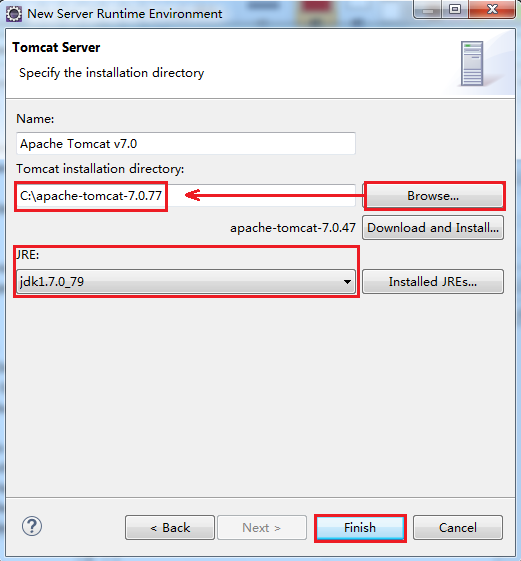 New Server Runtime Environment
Tomcat Server
Specify the installation directory
Name:
Apache Tomcat v7.0
Tomcat installation directory:
C:\apache-tomcat-7.0.77
Browse...
apache-tomcat-7.0.47
Download and Install...
JRE:
jdk1.7.0_79
Installed JREs...
?
< Back
Next >
Finish
Cancel